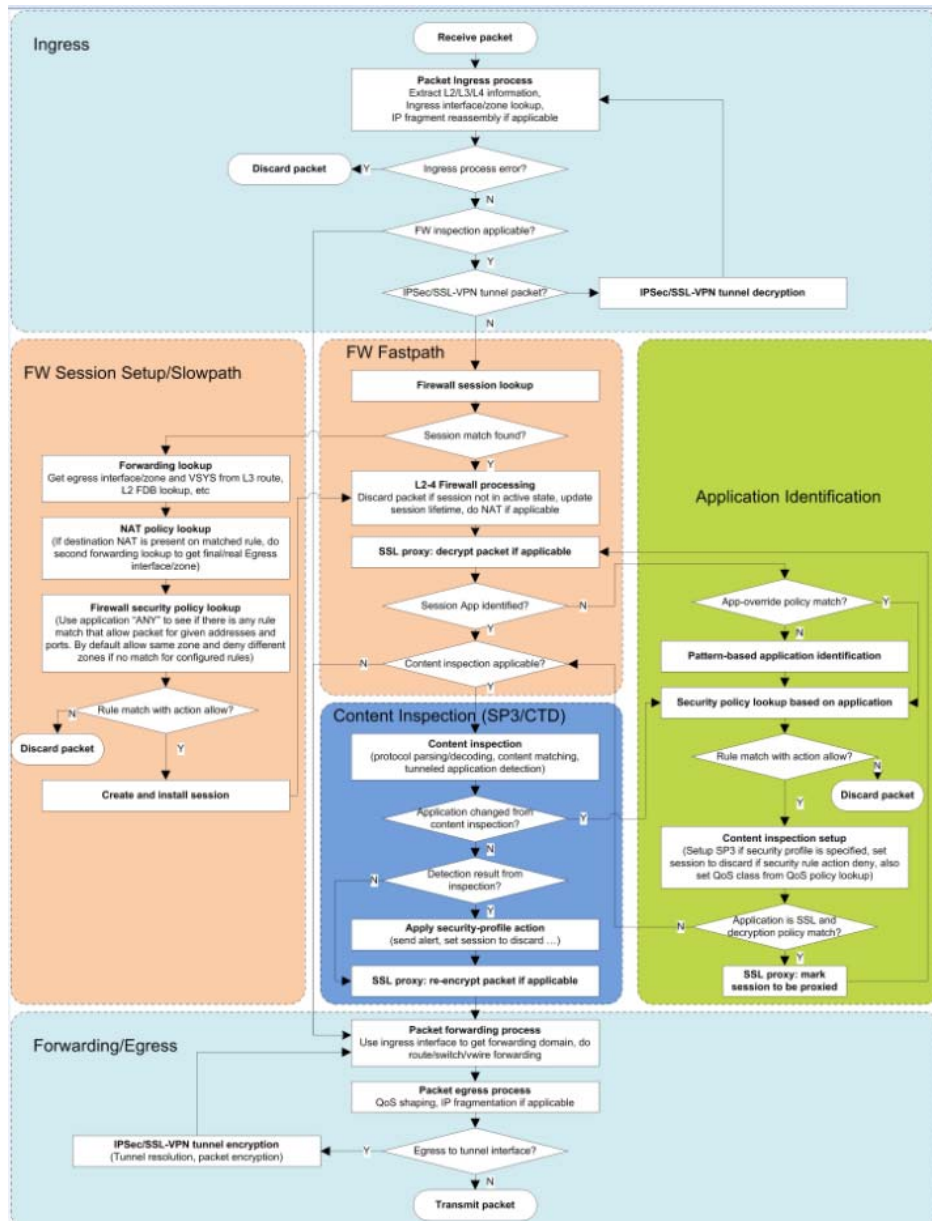 Ingress
Receive packet
Packet Ingress process
Extract L2/L3/L4 information,
Ingress interface/zone lookup,
IP fragment reassembly if applicable
Discard packet
Y
Ingress process error?
N
FW inspection applicable?
Y
IPSec/SSL-VPN tunnel packet?
Y
IPSec/SSL-VPN tunnel decryption
N
FW Session Setup/Slowpath
Forwarding lookup
Get egress interface/zone and VSYS from L3 route,
L2 FDB lookup, etc
NAT policy lookup
(If destination NAT is present on matched rule, do
second forwarding lookup to get final/real Egress
interface/zone)
Firewall security policy lookup
(Use application “ANY” to see if there is any rule
match that allow packet for given addresses and
ports. By default allow same zone and deny different
zones if no match for configured rules)
Rule match with action allow?
N
Discard packet
Y
Create and install session
FW Fastpath
Firewall session lookup
Session match found?
Y
L2-4 Firewall processing
Discard packet if session not in active state, update
session lifetime, do NAT if applicable
SSL proxy: decrypt packet if applicable
Session App identified?
N
Y
N
Content inspection applicable?
Y
Application Identification
App-override policy match?
Y
N
Pattern-based application identification
Security policy lookup based on application
Rule match with action allow?
N
Discard packet
Y
Content inspection setup
(Setup SP3 if security profile is specified, set
session to discard if security rule action deny, also
set QoS class from QoS policy lookup)
N
Application is SSL and
decryption policy match?
Y
SSL proxy: mark
session to be proxied
Content Inspection (SP3/CTD)
Content inspection
(protocol parsing/decoding, content matching,
tunneled application detection)
Application changed from
content inspection?
Y
N
N
Detection result from
inspection?
Y
Apply security-profile action
(send alert, set session to discard …)
SSL proxy: re-encrypt packet if applicable
Forwarding/Egress
Packet forwarding process
Use ingress interface to get forwarding domain, do
route/switch/vwire forwarding
Packet egress process
QoS shaping, IP fragmentation if applicable
IPSec/SSL-VPN tunnel encryption
(Tunnel resolution, packet encryption)
Y
Egress to tunnel interface?
N
Transmit packet